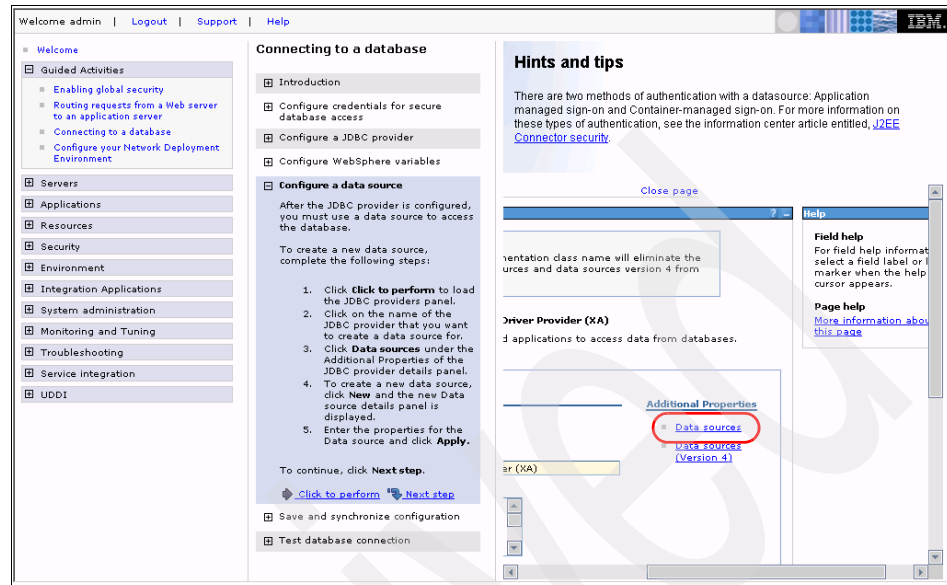 Welcome admin | Logout | Support | Help
IBM.
Welcome
Guided Activities
Enabling global security
Routing requests from a Web server
to an application server
Connecting to a database
Configure your Network Deployment
Environment
Servers
Applications
Resources
Security
Environment
Integration Applications
System administration
Monitoring and Tuning
Troubleshooting
Service integration
UDDI
Connecting to a database
Introduction
Configure credentials for secure
database access
Configure a JDBC provider
Configure WebSphere variables
Configure a data source
After the JDBC provider is configured,
you must use a data source to access
the database.
To create a new data source,
complete the following steps:
1. Click Click to perform to load
the JDBC providers panel.
2. Click on the name of the
JDBC provider that you want
to create a data source for.
3. Click Data sources under the
Additional Properties of the
JDBC provider details panel.
4. To create a new data source,
click New and the new Data
source details panel is
displayed.
5. Enter the properties for the
Data source and click Apply.
To continue, click Next step.
Click to perform Next step
Save and synchronize configuration
Test database connection
Hints and tips
There are two methods of authentication with a datasource: Application
managed sign-on and Container-managed sign-on. For more information on
these types of authentication, see the information center article entitled, J2EE
Connector security.
Close page
? -
mentation class name will eliminate the
urces and data sources version 4 from
Driver Provider (XA)
d applications to access data from databases.
Additional Properties
Data sources
Data sources
(Version 4)
er (XA)
Help
Field help
For field help informat
select a field label or l
marker when the help
cursor appears.
Page help
More information abou
this page